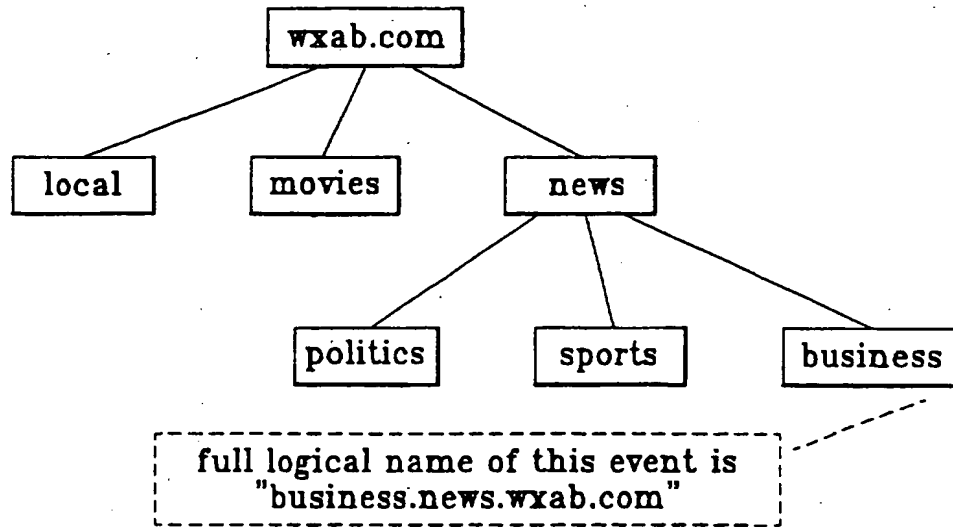 wxab.com
local
movies
news
politics
sports
business
full logical name of this event is
"business.news.wxab.com"